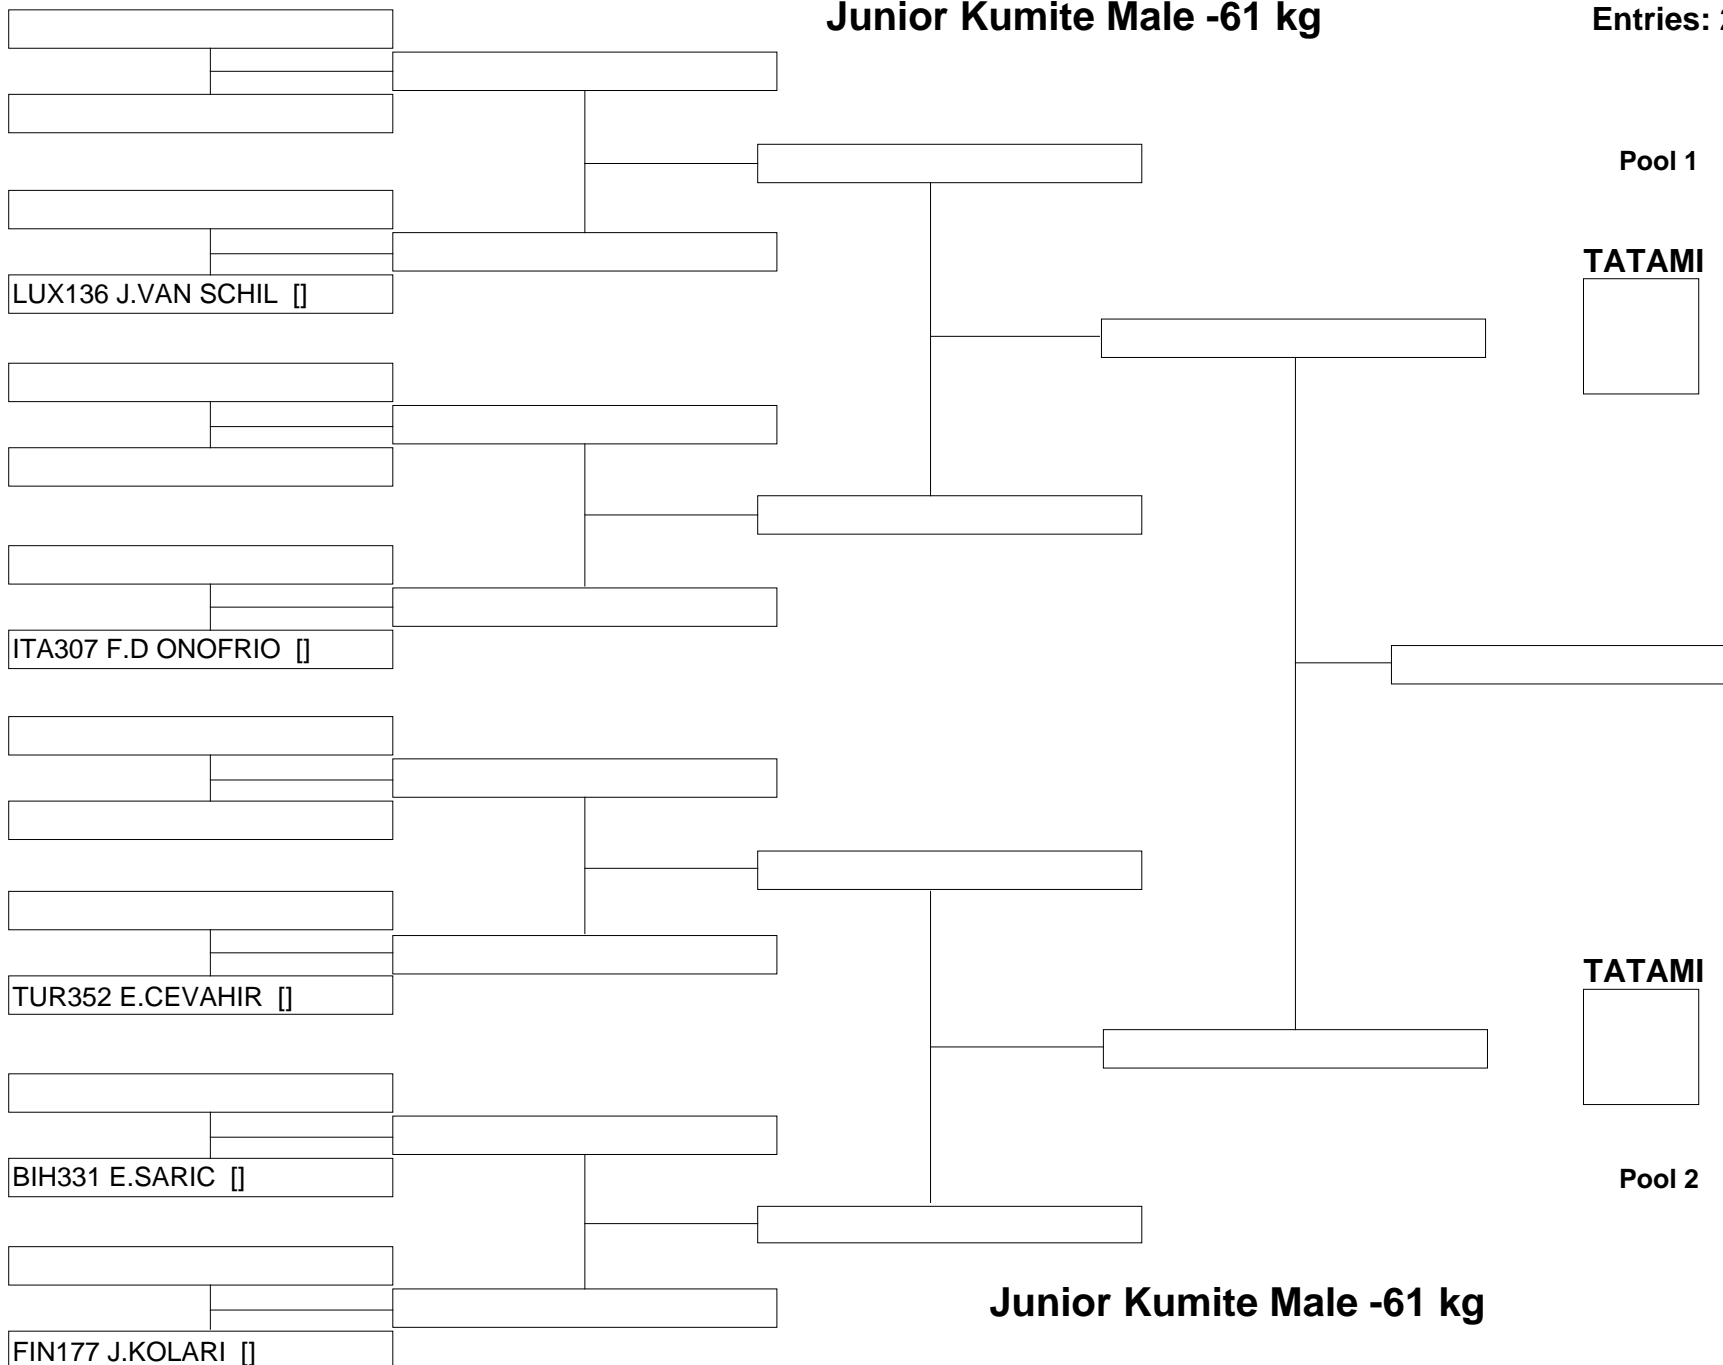 Junior Kumite Male -61 kg
Entries:
Pool 1
TATAMI
LUX136 J.VAN SCHIL []
ITA307 F.D ONOFRIO []
TATAMI
TUR352 E.CEVAHIR []
BIH331 E.SARIC []
Pool 2
Junior Kumite Male -61 kg
FIN177 J.KOLARI []